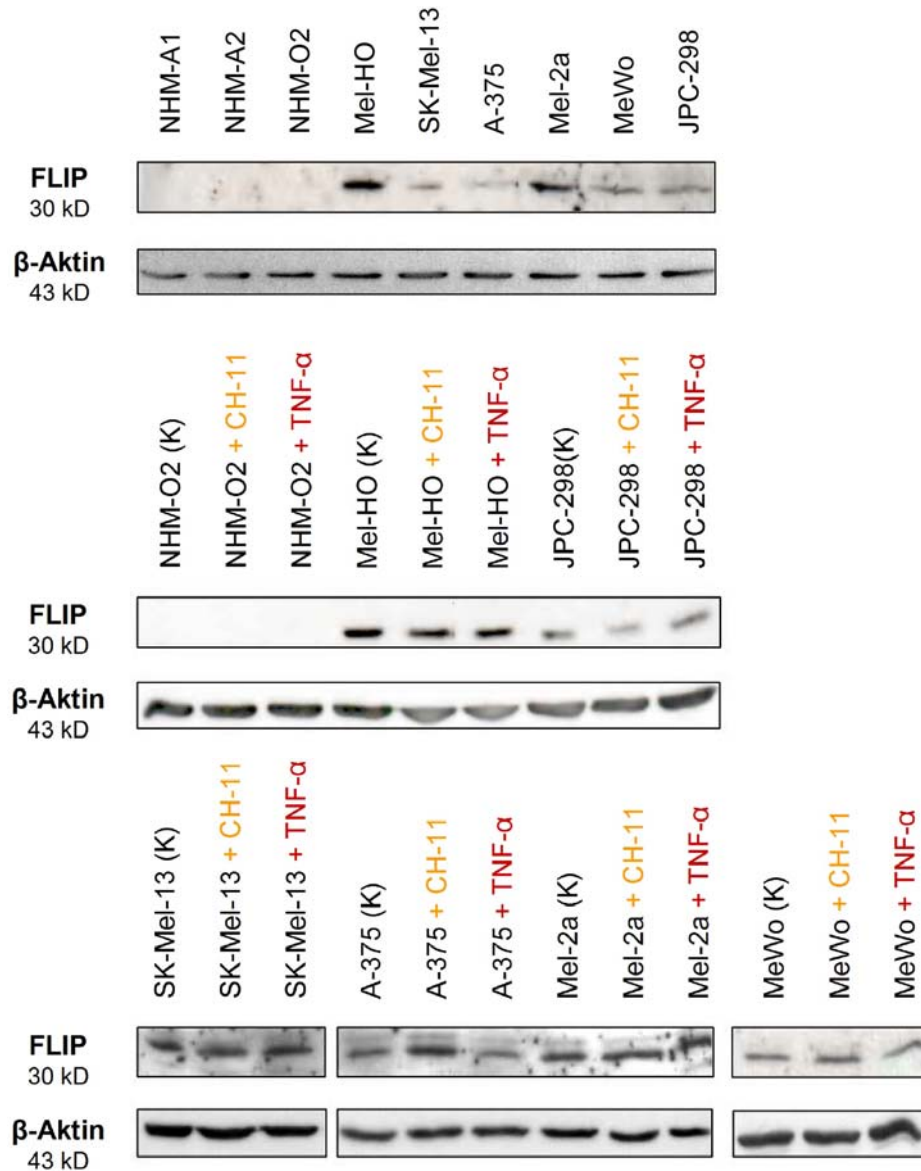 NHM-A1
NHM-A2
NHM-O2
Mel-HO
SK-Mel-13
A-375
Mel-2a
MeWo
JPC-298
FLIP
30 kD
β-Aktin
43 kD
NHM-O2 (K)
NHM-O2 + CH-11
NHM-O2 + TNF-α
Mel-HO (K)
Mel-HO + CH-11
Mel-HO + TNF-α
JPC-298(K)
JPC-298 + CH-11
JPC-298 + TNF-α
FLIP
30 kD
β-Aktin
43 kD
SK-Mel-13 (K)
SK-Mel-13 + CH-11
SK-Mel-13 + TNF-α
A-375 (K)
A-375 + CH-11
A-375 + TNF-α
Mel-2a (K)
Mel-2a + CH-11
Mel-2a + TNF-α
MeWo (K)
MeWo + CH-11
MeWo + TNF-α
FLIP
30 kD
β-Aktin
43 kD